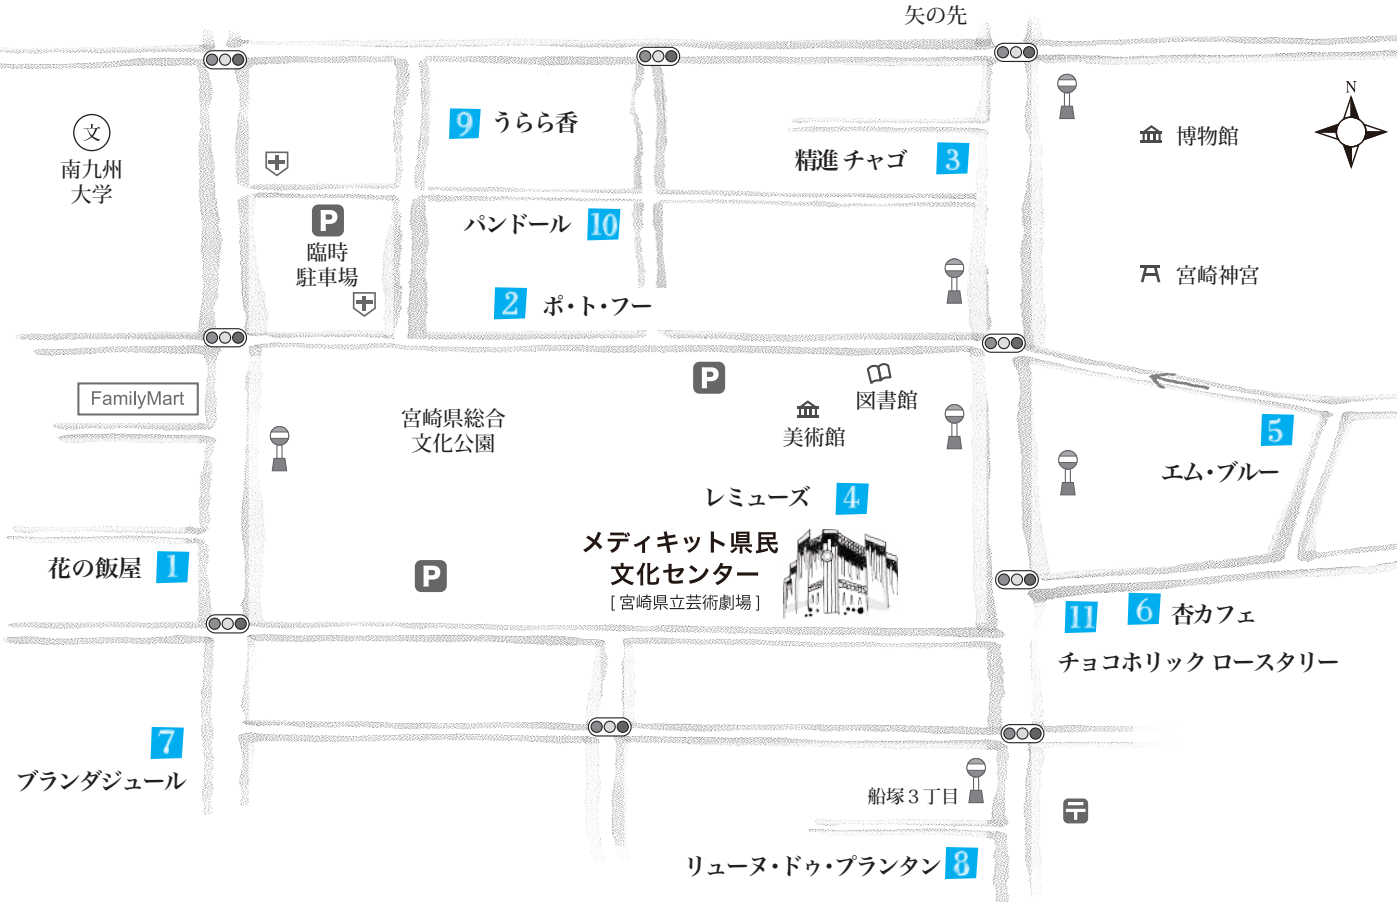 矢の先
N
9 うらら香
文
南九州
大学
精進 チャゴ 3
博物館
P
臨時
駐車場
パンドール 10
2 ポ・ト・フー
宮崎神宮
FamilyMart
P
図書館
美術館
宮崎県総合
文化公園
5
エム・ブルー
レミューズ 4
メディキット県民
文化センター
[ 宮崎県立芸術劇場 ]
花の飯屋 1
P
11
6 杏カフェ
チョコホリック ロースタリー
7
ブランダジュール
船塚３丁目
〒
リューヌ・ドゥ・プランタン 8